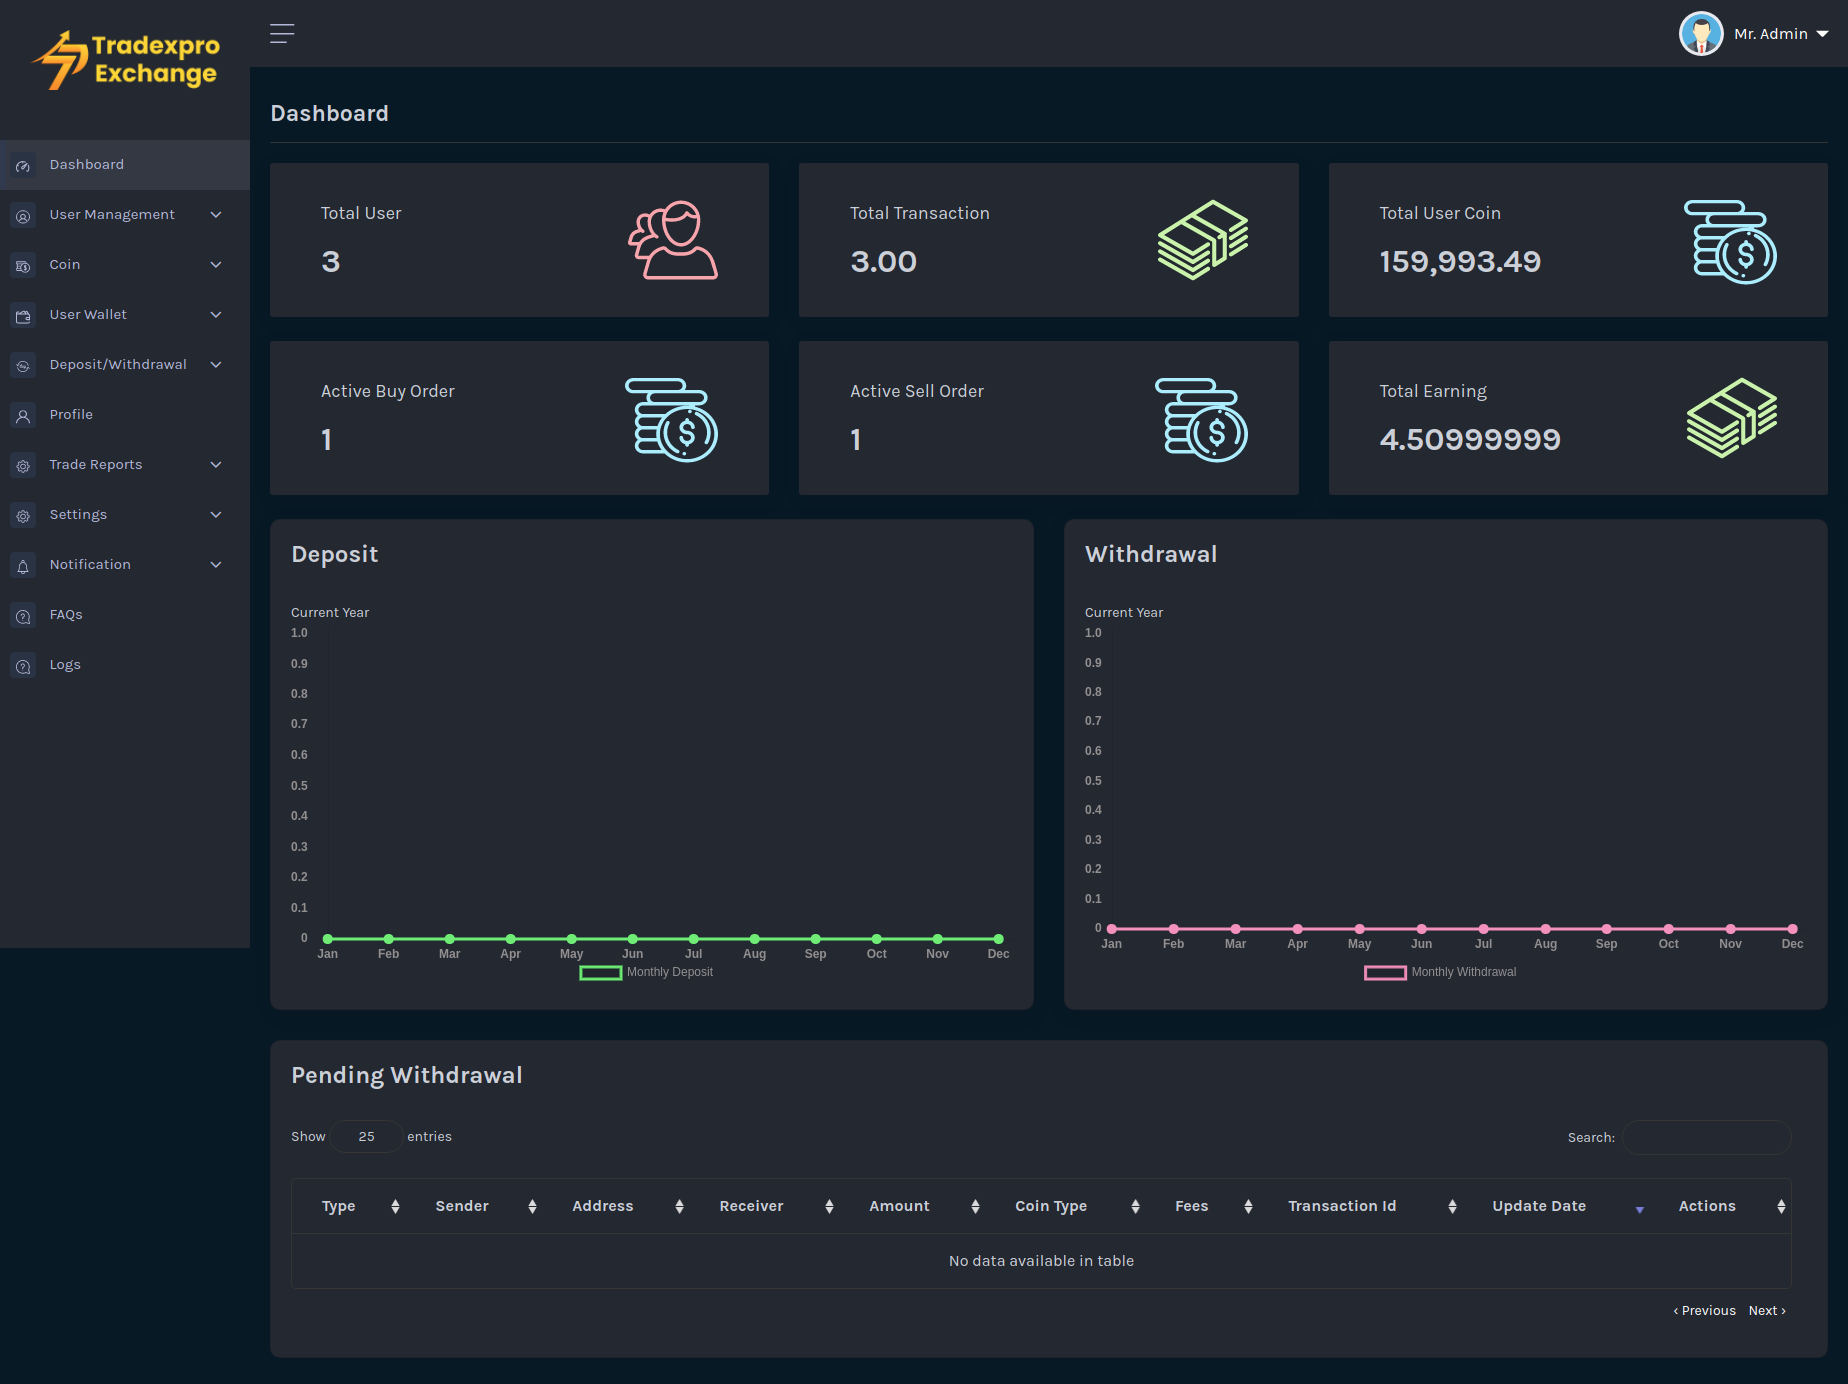 Tradexpro
Exchange
Mr. Admin
Dashboard
User Management
Coin
User Wallet
Deposit/Withdrawal
Profile
Trade Reports
Settings
Notification
FAQs
Logs
Dashboard
Total User
3
Total Transaction
3.00
Total User Coin
159,993.49
Active Buy Order
1
Active Sell Order
1
Total Earning
4.50999999
Deposit
Current Year
1.0
0.9
0.8
0.7
0.6
0.5
0.4
0.3
0.2
0.1
0
Jan Feb Mar Apr May Jun Jul Aug Sep Oct Nov Dec
Monthly Deposit
Withdrawal
Current Year
1.0
0.9
0.8
0.7
0.6
0.5
0.4
0.3
0.2
0.1
0
Jan Feb Mar Apr May Jun Jul Aug Sep Oct Nov Dec
Monthly Withdrawal
Pending Withdrawal
Show 25 entries
Search:
Type Sender Address Receiver Amount Coin Type Fees Transaction Id Update Date Actions
No data available in table
‹ Previous Next ›